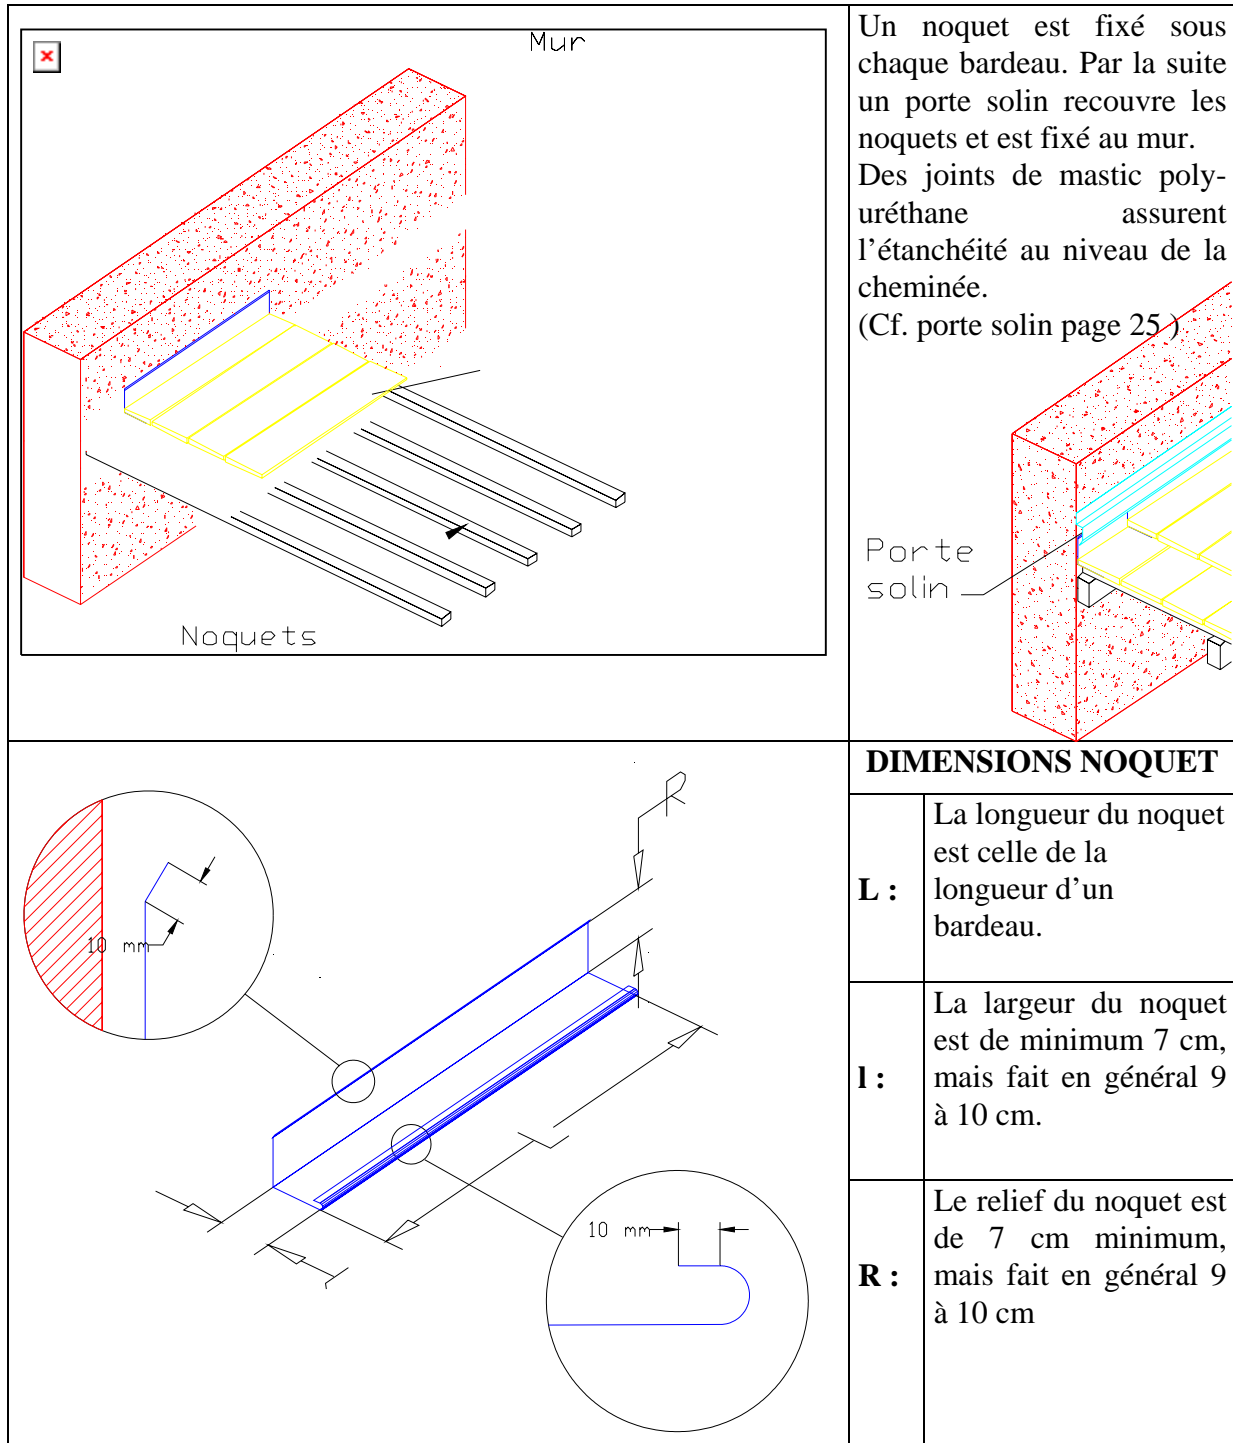 Mur
Noquets
Un noquet est fixé sous
chaque bardeau. Par la suite
un porte solin recouvre les
noquets et est fixé au mur.
Des joints de mastic poly-
uréthane assurent
l’étanchéité au niveau de la
cheminée.
(Cf. porte solin page 25 )
Porte
solin
R
10 mm
L
l
10 mm
DIMENSIONS NOQUET
L :
La longueur du noquet
est celle de la
longueur d’un
bardeau.
l :
La largeur du noquet
est de minimum 7 cm,
mais fait en général 9
à 10 cm.
R :
Le relief du noquet est
de 7 cm minimum,
mais fait en général 9
à 10 cm